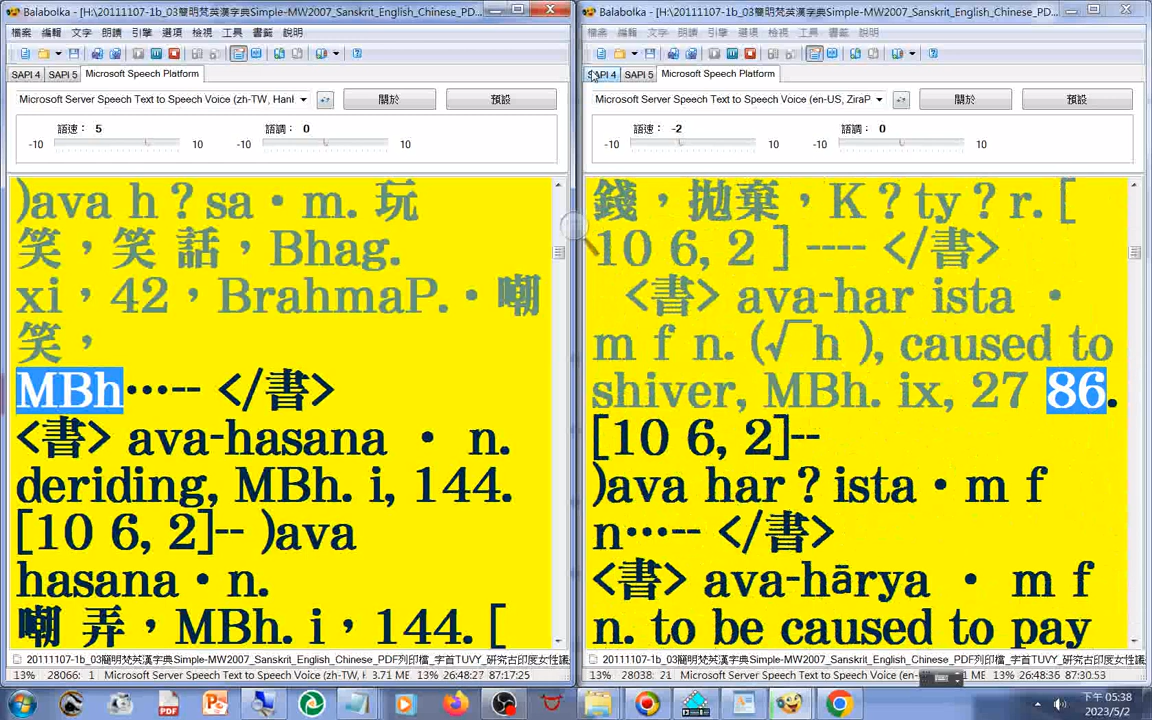 Balabolka - [H:\20111107-1b_03簡明梵英漢字典Simple-MW2007_Sanskrit_English_Chinese_PD...
檔案 編輯 文字 朗讀 引擎 選項 檢視 工具 書籤 說明
SAPI 4 SAPI 5 Microsoft Speech Platform
Microsoft Server Speech Text to Speech Voice (zh-TW, Hanl 關於 預設
語速： 5 語調： 0
-10 10 -10 10
)ava h？sa•m. 玩
笑，笑 話，Bhag.
xi，42，BrahmaP.•嘲
笑，
MBh…-- </書>
<書> ava-hasana • n.
deriding, MBh. i, 144.
[10 6, 2]-- )ava
hasana•n.
嘲 弄，MBh. i，144. [
20111107-1b_03簡明梵英漢字典Simple-MW2007_Sanskrit_English_Chinese_PDF列印檔_字首TUVY_研究古印度女性議
13% 28066: 1 Microsoft Server Speech Text to Speech Voice (zh-TW, H 3.71 MB 13% 26:48:27 87:17:25
Balabolka - [H:\20111107-1b_03簡明梵英漢字典Simple-MW2007_Sanskrit_English_Chinese_PD...
檔案 編輯 文字 朗讀 引擎 選項 檢視 工具 書籤 說明
SAPI 4 SAPI 5 Microsoft Speech Platform
Microsoft Server Speech Text to Speech Voice (en-US, ZiraP 關於 預設
語速： -2 語調： 0
-10 10 -10 10
錢，拋棄，K？ty？r. [
10 6, 2 ] ---- </書>
<書> ava-har ista •
m f n. (√h ), caused to
shiver, MBh. ix, 27 86.
[10 6, 2]--
)ava har？ista•m f
n…-- </書>
<書> ava-hārya • m f
n. to be caused to pay
20111107-1b_03簡明梵英漢字典Simple-MW2007_Sanskrit_English_Chinese_PDF列印檔_字首TUVY_研究古印度女性議
13% 28038: 21 Microsoft Server Speech Text to Speech Voice 13% 26:48:36 87:30:53
下午 05:38
2023/5/2